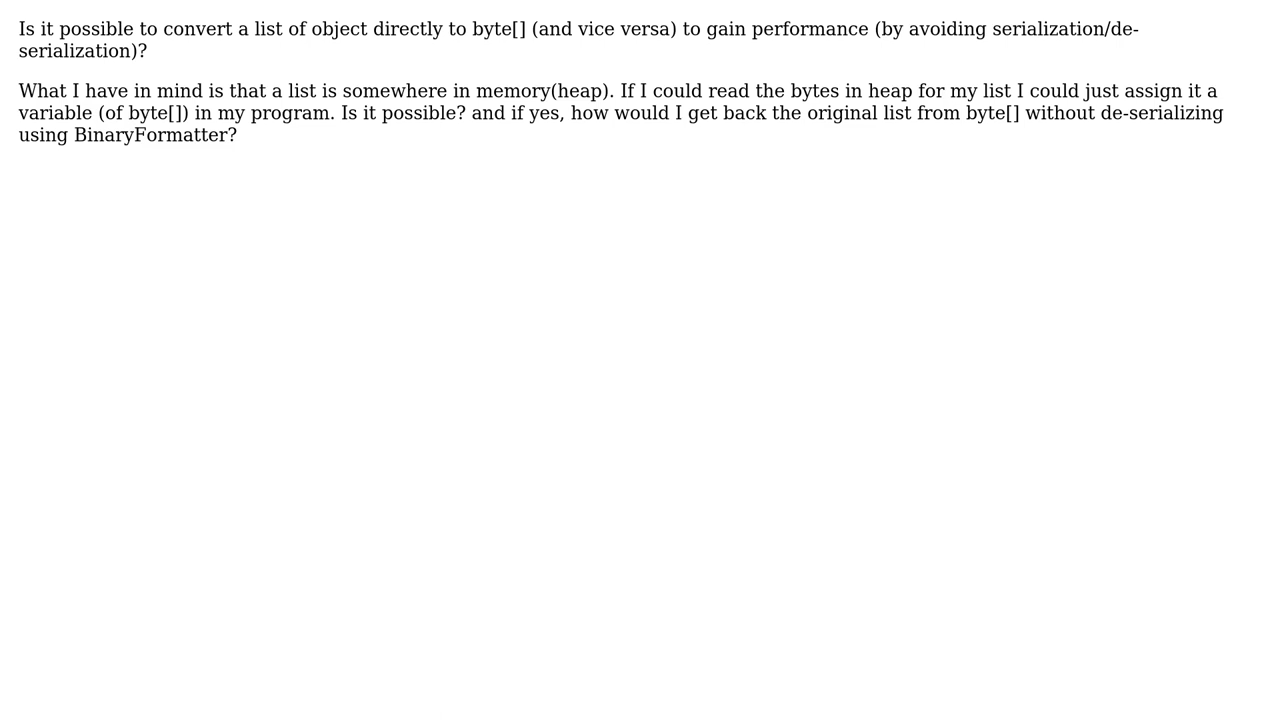 Is it possible to convert a list of object directly to byte[] (and vice versa) to gain performance (by avoiding serialization/de-
serialization)?
What I have in mind is that a list is somewhere in memory(heap). If I could read the bytes in heap for my list I could just assign it a
variable (of byte[]) in my program. Is it possible? and if yes, how would I get back the original list from byte[] without de-serializing
using BinaryFormatter?